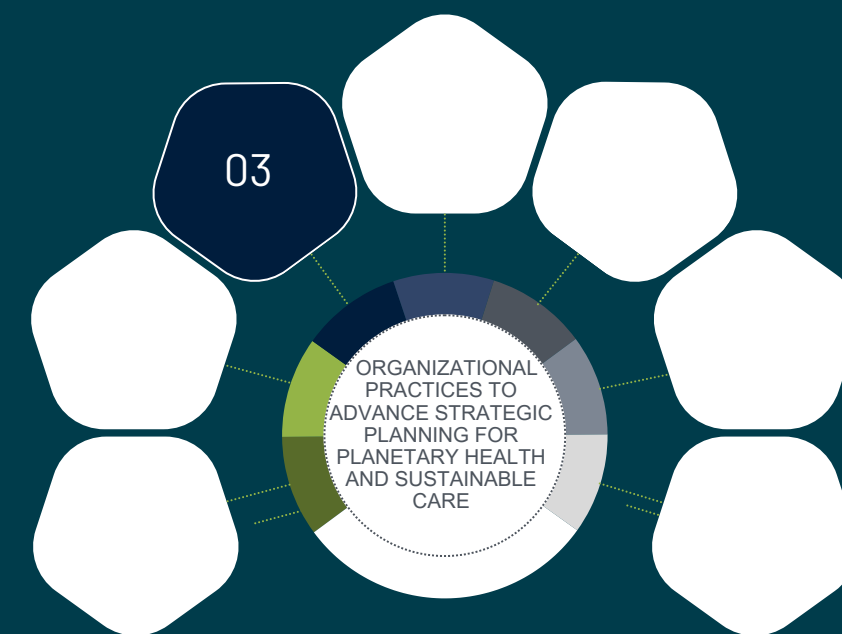 03
ORGANIZATIONAL
PRACTICES TO
ADVANCE STRATEGIC
PLANNING FOR
PLANETARY HEALTH
AND SUSTAINABLE
CARE